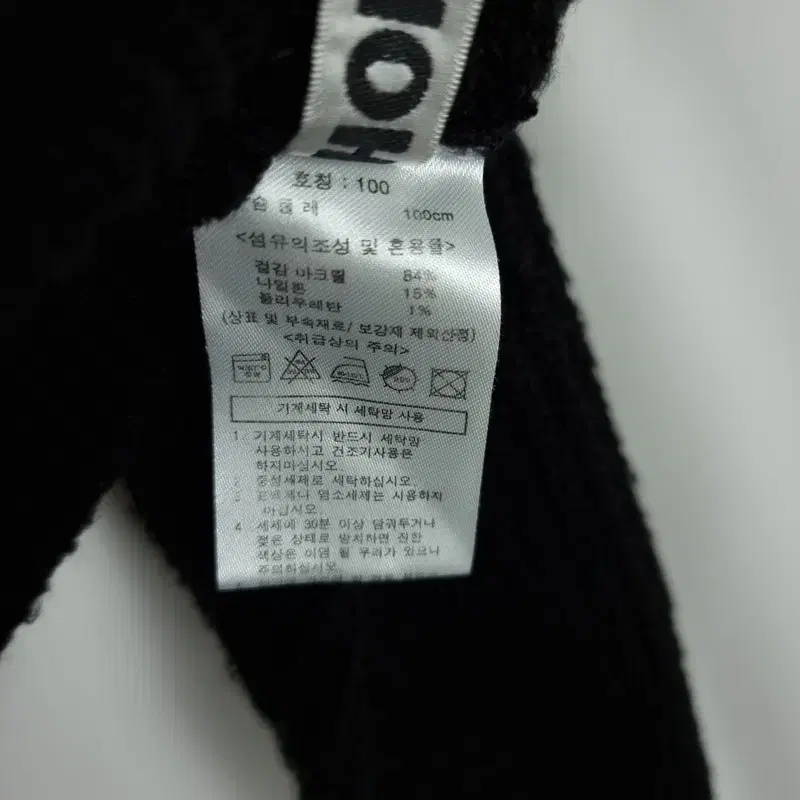 HOI
호칭 : 100
슴 둘 레 100cm
<섬유의조성 및 혼용률>
겉감 아크릴 84%
나일론 15%
폴리우레탄 1%
(상표 및 부속재료/ 보강제 제외산정)
<취급상의 주의>
기계세탁 시 세탁망 사용
1. 기계세탁시 반드시 세탁망
사용하시고 건조기사용은
하지마십시오.
2. 중성세제로 세탁하십시오.
3. 표백제나 염소세제는 사용하지
마십시오.
4. 세제에 30분 이상 담궈두거나
젖은 상태로 방치하면 진한
색상은 이염 될 우려가 있으니
주의하십시오.